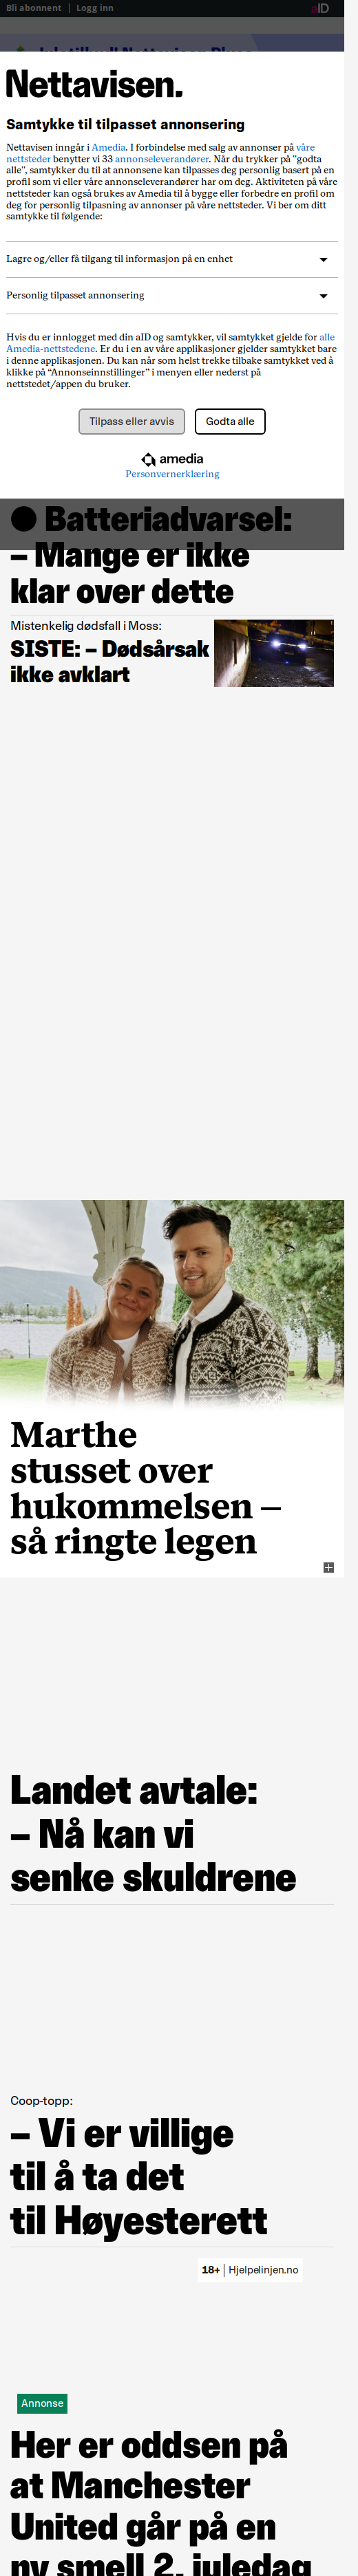 Bli abonnent | Logg inn
aID
Nettavisen.
Samtykke til tilpasset annonsering
Nettavisen inngår i Amedia. I forbindelse med salg av annonser på våre
nettsteder benytter vi 33 annonseleverandører. Når du trykker på "godta
alle", samtykker du til at annonsene kan tilpasses deg personlig basert på en
profil som vi eller våre annonseleverandører har om deg. Aktiviteten på våre
nettsteder kan også brukes av Amedia til å bygge eller forbedre en profil om
deg for personlig tilpasning av annonser på våre nettsteder. Vi ber om ditt
samtykke til følgende:
Lagre og/eller få tilgang til informasjon på en enhet
Personlig tilpasset annonsering
Hvis du er innlogget med din aID og samtykker, vil samtykket gjelde for alle
Amedia-nettstedene. Er du i en av våre applikasjoner gjelder samtykket bare
i denne applikasjonen. Du kan når som helst trekke tilbake samtykket ved å
klikke på “Annonseinnstillinger” i menyen eller nederst på
nettstedet/appen du bruker.
Tilpass eller avvis
Godta alle
amedia
Personvernerklæring
Batteriadvarsel:
– Mange er ikke
klar over dette
Mistenkelig dødsfall i Moss:
SISTE: – Dødsårsak
ikke avklart
Marthe
stusset over
hukommelsen –
så ringte legen
Landet avtale:
– Nå kan vi
senke skuldrene
Coop-topp:
– Vi er villige
til å ta det
til Høyesterett
18+ | Hjelpelinjen.no
Annonse
Her er oddsen på
at Manchester
United går på en
ny smell 2. juledag